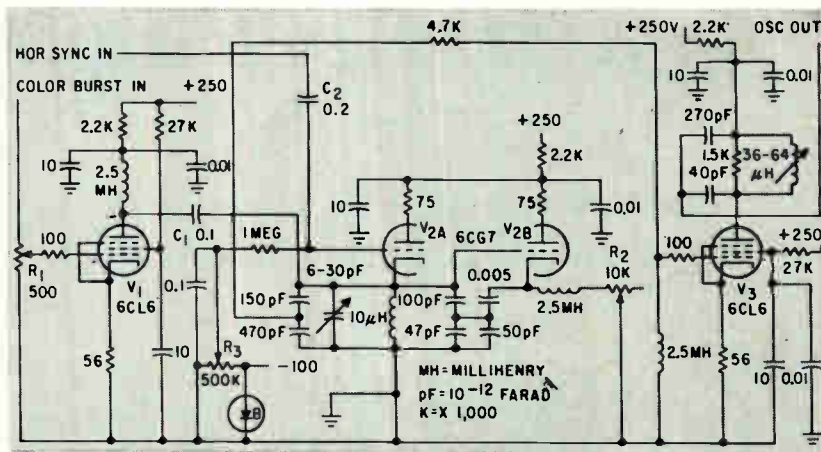 4.7K
+250V
2.2K
OSC OUT
HOR SYNC IN
COLOR BURST IN
+250
C2
0.2
10
0.01
2.2K
27K
+250
270pF
10
2.5
MH
0.01
2.2K
1.5K
36-64
μH
40pF
75
75
100
C1 0.1
1 MEG
10
V2A
V2B
0.01
6CG7
R1
500
V1
6CL6
0.1
6-30pF
0.005
R2
10K
100
+250
27K
V3
6CL6
150pF
10μH
100pF
2.5MH
56
10
R3
500K
-100
470pF
47pF
50pF
2.5MH
56
10
0.01
B
MH=MILLIHENRY
pF=10-12 FARAD
K=X 1,000